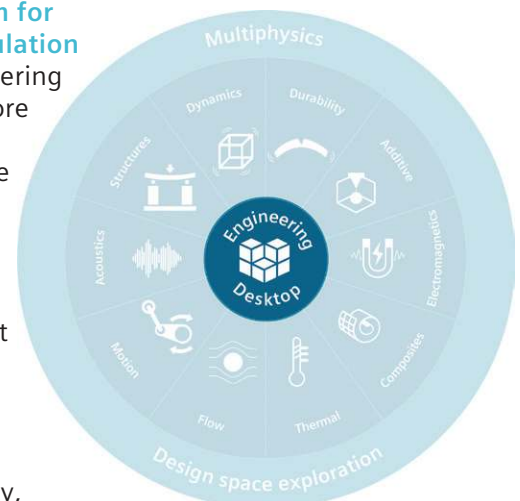 n for
ulation
ering
ore
e
t
y,
Multiphysics
Dynamics
Durability
Structures
Additive
Acoustics
Electromagnetics
Motion
Composites
Flow
Thermal
Engineering
Desktop
Design space exploration